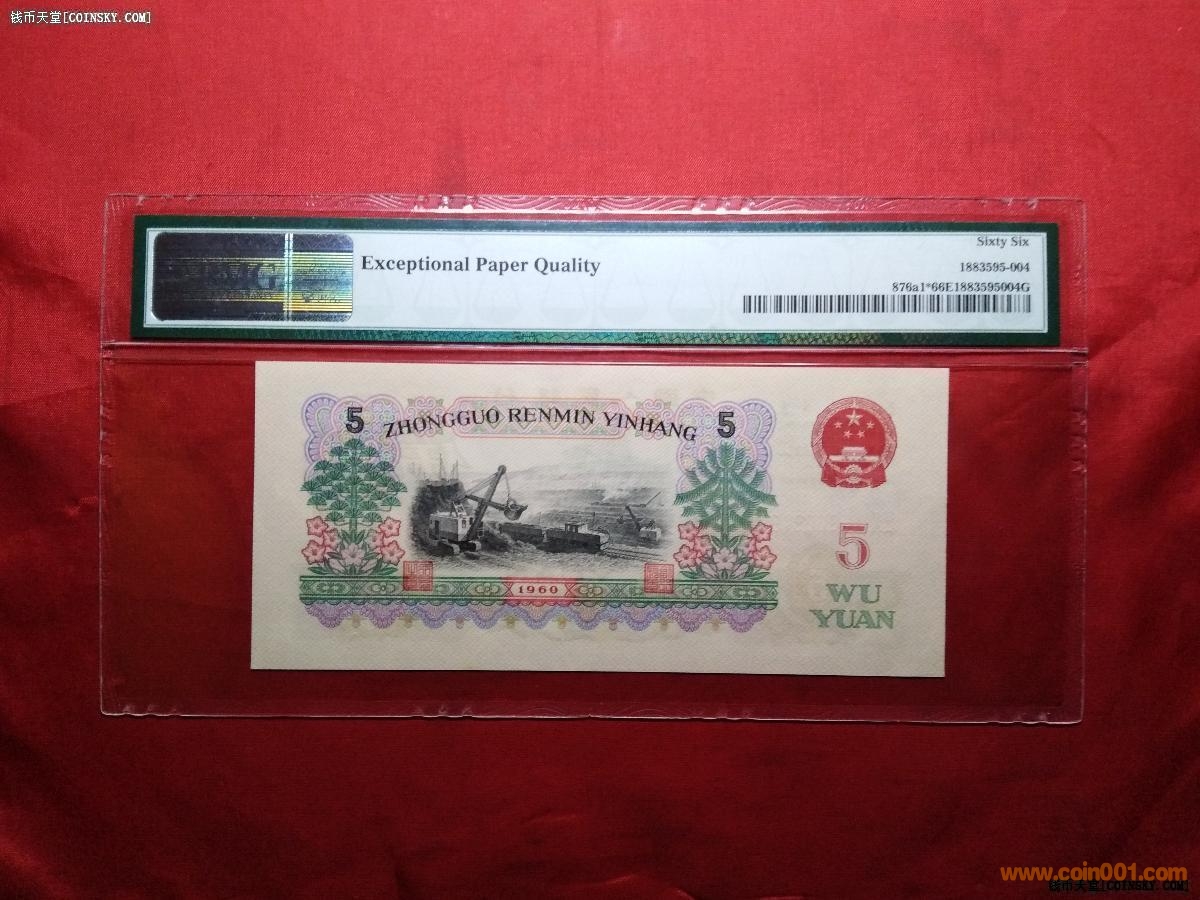 钱币天堂[COINSKY.COM]
Sixty Six
Exceptional Paper Quality
1883595-004
876a1*66E1883595004G
5 ZHONGGUO RENMIN YINHANG 5
5
1960
WU
YUAN
www.coin001.com
钱币天堂[COINSKY.COM]